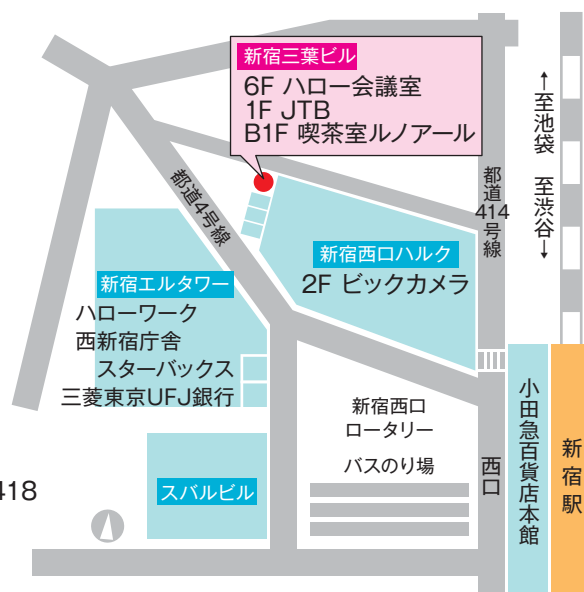 新宿三葉ビル
6F ハロー会議室
1F JTB
B1F 喫茶室ルノアール
←至池袋 至渋谷→
都道414号線
都道4号線
新宿西口ハルク
2F ビックカメラ
新宿エルタワー
ハローワーク
西新宿庁舎
スターバックス
三菱東京UFJ銀行
新宿西口
ロータリー
バスのり場
西口
小田急百貨店本館
新宿駅
スバルビル
418